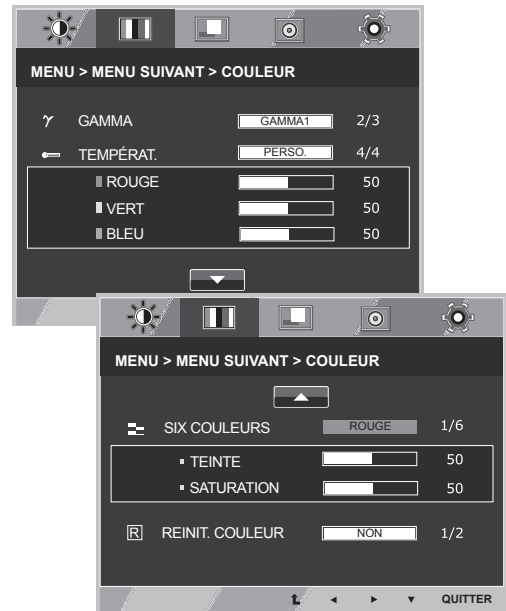 MENU > MENU SUIVANT > COULEUR
GAMMA GAMMA1 2/3
TEMPÉRAT. PERSO. 4/4
ROUGE 50
VERT 50
BLEU 50
MENU > MENU SUIVANT > COULEUR
SIX COULEURS ROUGE 1/6
TEINTE 50
SATURATION 50
R REINIT. COULEUR NON 1/2
QUITTER